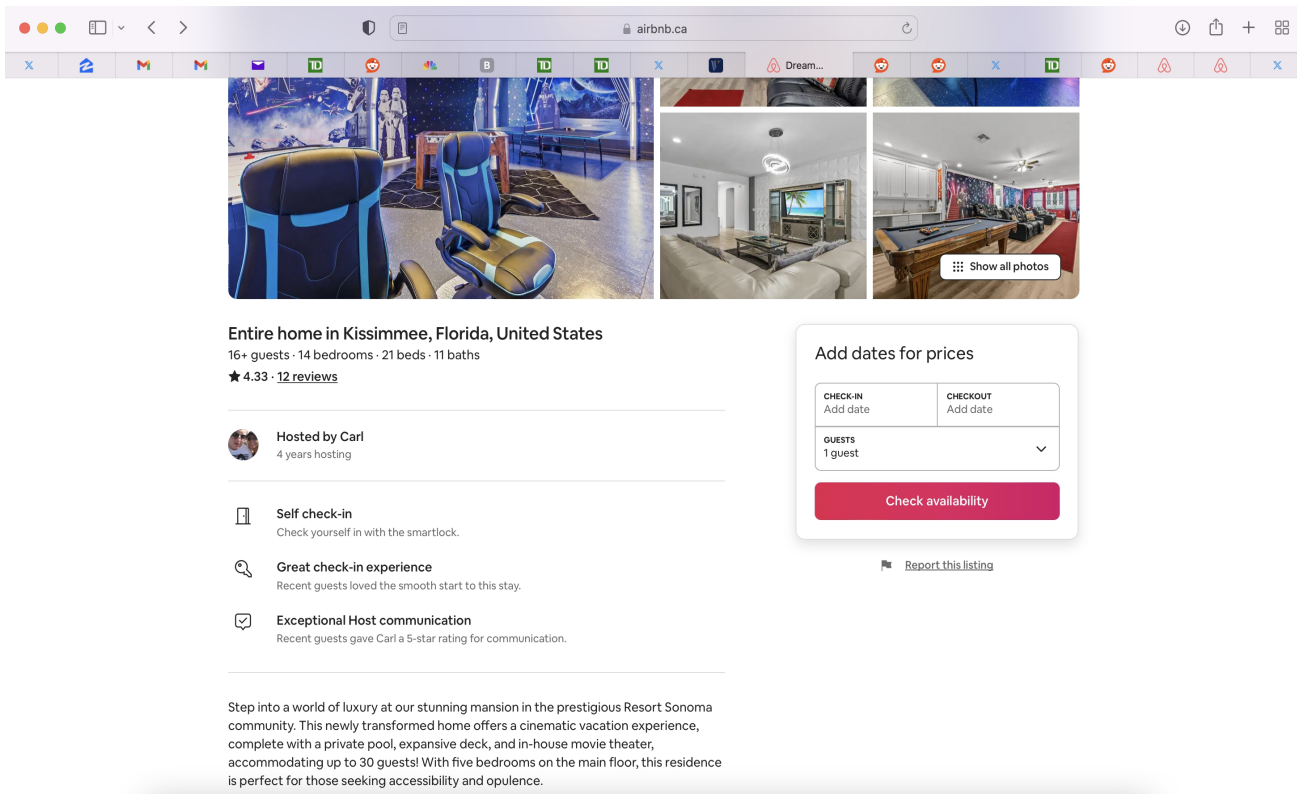 airbnb.ca
Dream...
Show all photos
Entire home in Kissimmee, Florida, United States
16+ guests · 14 bedrooms · 21 beds · 11 baths
★ 4.33 · 12 reviews
Hosted by Carl
4 years hosting
Self check-in
Check yourself in with the smartlock.
Great check-in experience
Recent guests loved the smooth start to this stay.
Exceptional Host communication
Recent guests gave Carl a 5-star rating for communication.
Step into a world of luxury at our stunning mansion in the prestigious Resort Sonoma
community. This newly transformed home offers a cinematic vacation experience,
complete with a private pool, expansive deck, and in-house movie theater,
accommodating up to 30 guests! With five bedrooms on the main floor, this residence
is perfect for those seeking accessibility and opulence.
Add dates for prices
CHECK-IN
Add date
CHECKOUT
Add date
GUESTS
1 guest
Check availability
Report this listing